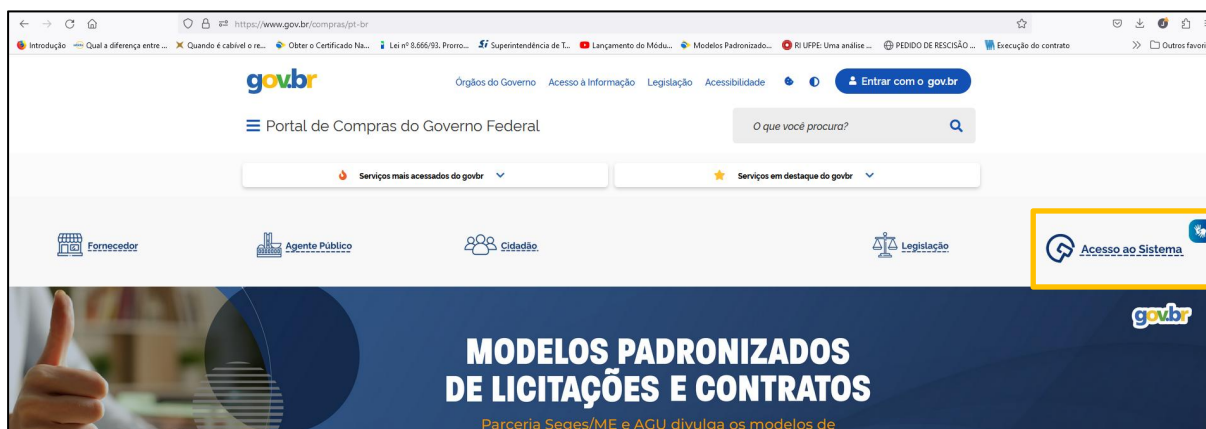 https://www.gov.br/compras/pt-br
Introdução Qual a diferença entre ... Quando é cabível o re... Obter o Certificado Na... Lei nº 8.666/93. Prorro... Superintendência de T... Lançamento do Módu... Modelos Padronizado... RI UFPE: Uma análise ... PEDIDO DE RESCISÃO ... Execução do contrato Outros favori
gov.br Órgãos do Governo Acesso à Informação Legislação Acessibilidade Entrar com o gov.br
Portal de Compras do Governo Federal O que você procura?
Serviços mais acessados do govbr Serviços em destaque do govbr
Fornecedor Agente Público Cidadão Legislação Acesso ao Sistema
gov.br
MODELOS PADRONIZADOS
DE LICITAÇÕES E CONTRATOS
Parceria Seges/ME e AGU divulga os modelos de